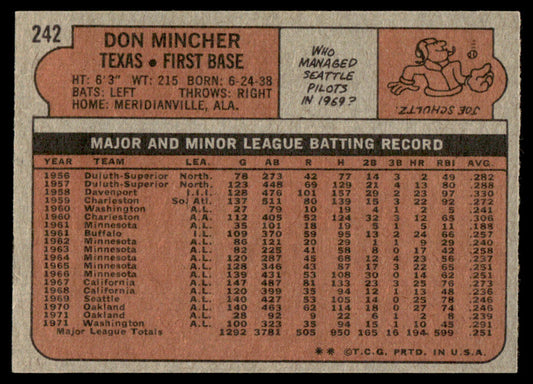 242
DON MINCHER
TEXAS • FIRST BASE
HT: 6'3" WT: 215 BORN: 6-24-38
BATS: LEFT THROWS: RIGHT
HOME: MERIDIANVILLE, ALA.
WHO
MANAGED
SEATTLE
PILOTS
IN
1969?
JOE SCHULTZ.
MAJOR AND MINOR LEAGUE BATTING RECORD
YEAR TEAM LEA. G AB R H 2B 3B HR RBI AVG.
1956 Duluth-Superior North. 78 273 42 77 14 3 2 49 .282
1957 Duluth-Superior North. 123 448 69 129 21 4 13 80 .288
1958 Davenport I.I.I. 128 476 101 157 29 2 23 97 .330
1959 Charleston So. Atl. 137 511 80 139 15 3 22 92 .272
1960 Washington A.L. 27 79 10 19 4 1 2 5 .241
1960 Charleston A.A. 112 405 52 124 32 3 12 65 .306
1961 Minnesota A.L. 35 101 18 19 5 1 5 11 .188
1961 Buffalo I.L. 109 370 59 95 13 2 24 65 .257
1962 Minnesota A.L. 86 121 20 29 1 1 9 29 .240
1963 Minnesota A.L. 82 225 41 58 8 0 17 42 .258
1964 Minnesota A.L. 120 287 45 68 12 4 23 56 .237
1965 Minnesota A.L. 128 346 43 87 17 3 22 65 .251
1966 Minnesota A.L. 139 431 53 108 30 0 14 62 .251
1967 California A.L. 147 487 81 133 23 3 25 76 .273
1968 California A.L. 120 399 35 94 12 1 13 48 .236
1969 Seattle A.L. 140 427 53 105 14 0 25 78 .246
1970 Oakland A.L. 140 463 62 114 18 0 27 74 .246
1971 Oakland A.L. 28 92 9 22 6 1 2 8 .239
1971 Washington A.L. 100 323 35 94 15 1 10 45 .291
Major League Totals 1292 3781 505 950 165 16 194 599 .251
** ©T.C.G. PRTD. IN U.S.A.